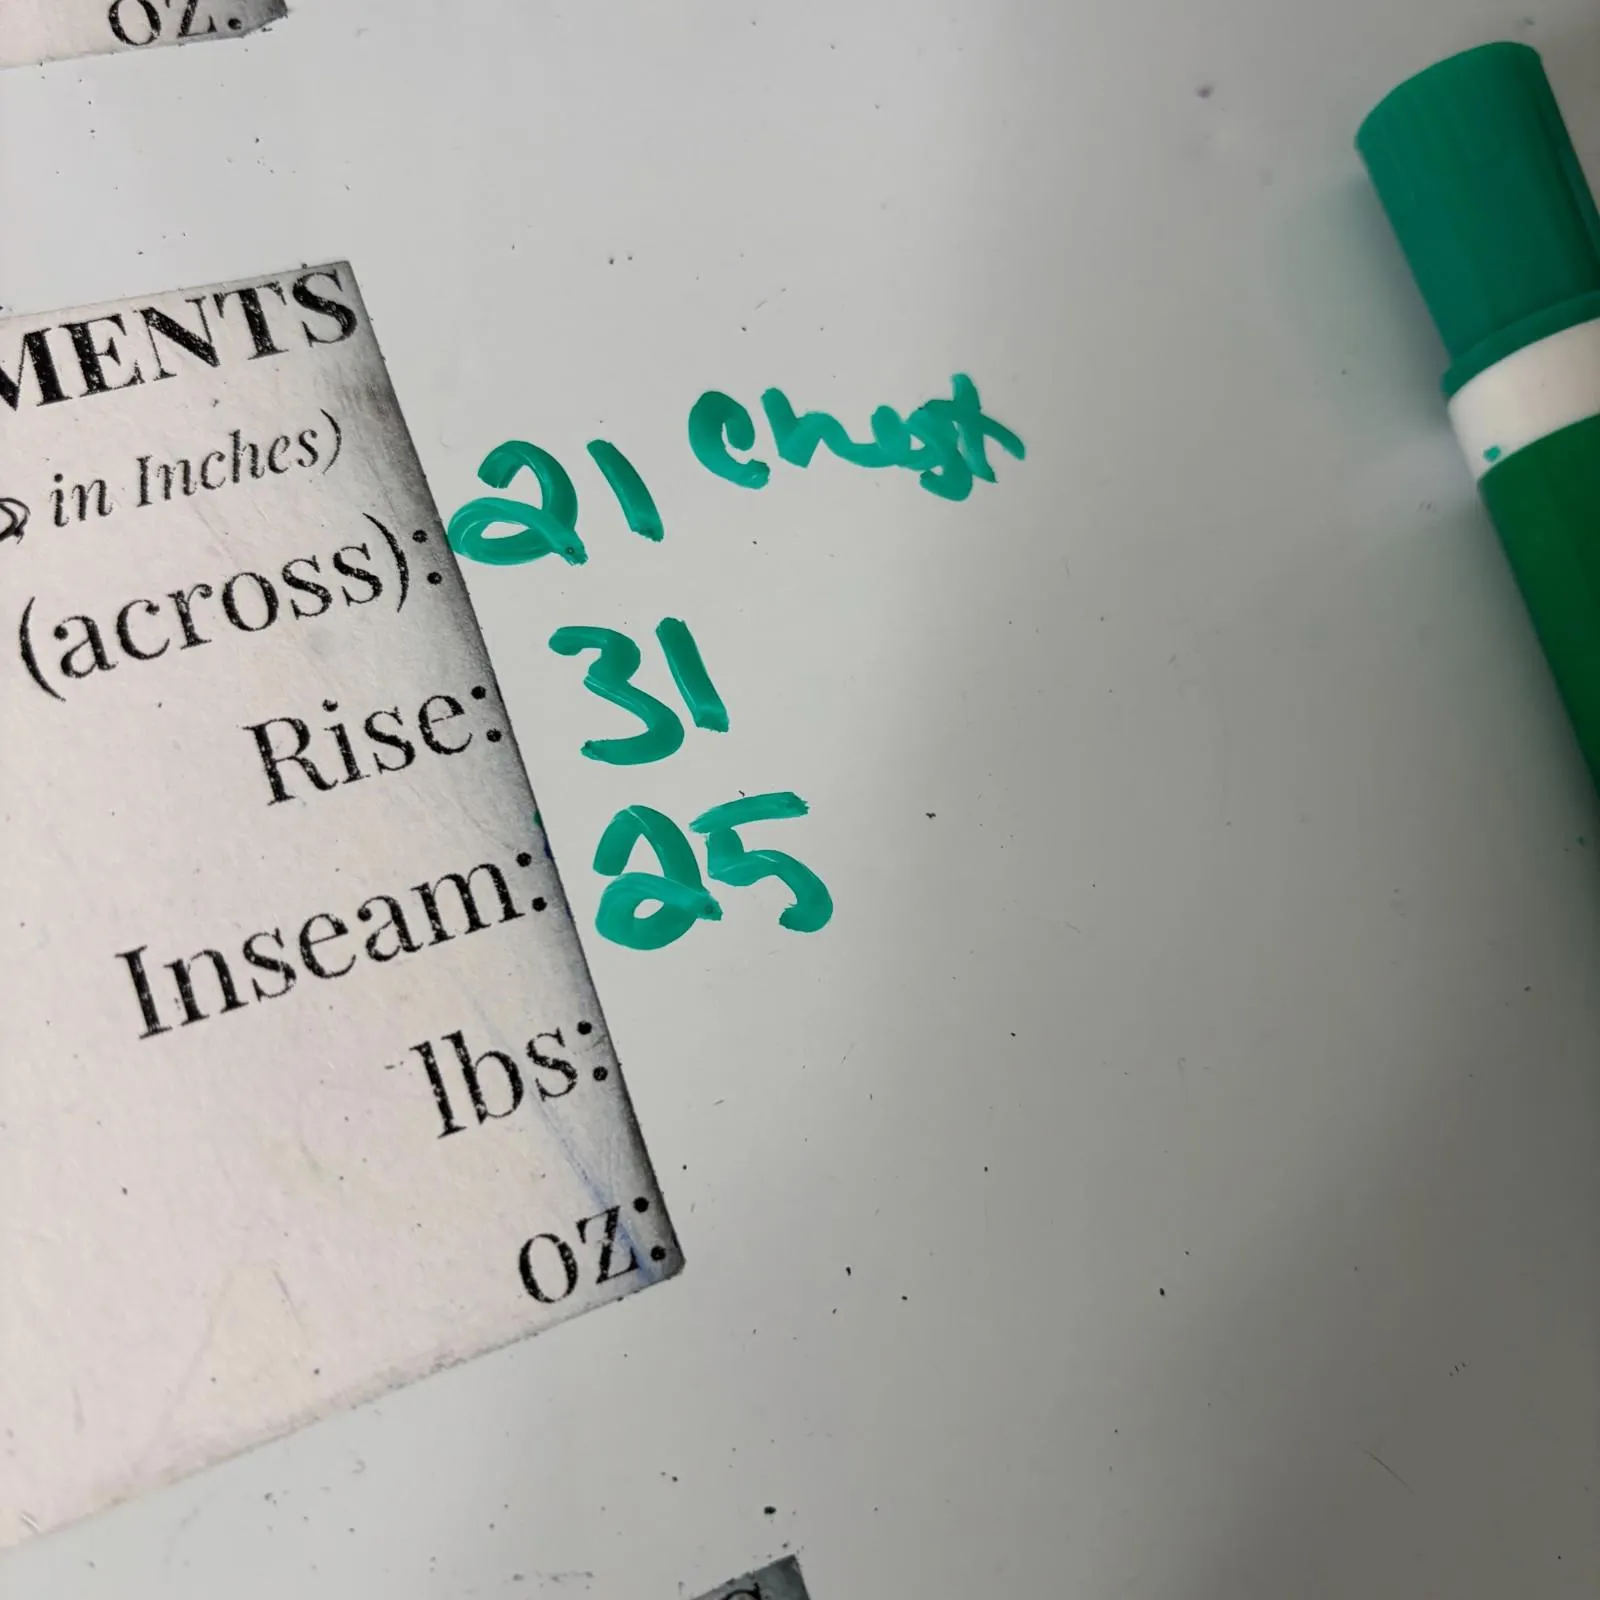 oz.
MENTS
in Inches)
(across): 21 Chest
Rise: 31
Inseam: 25
lbs:
oz: